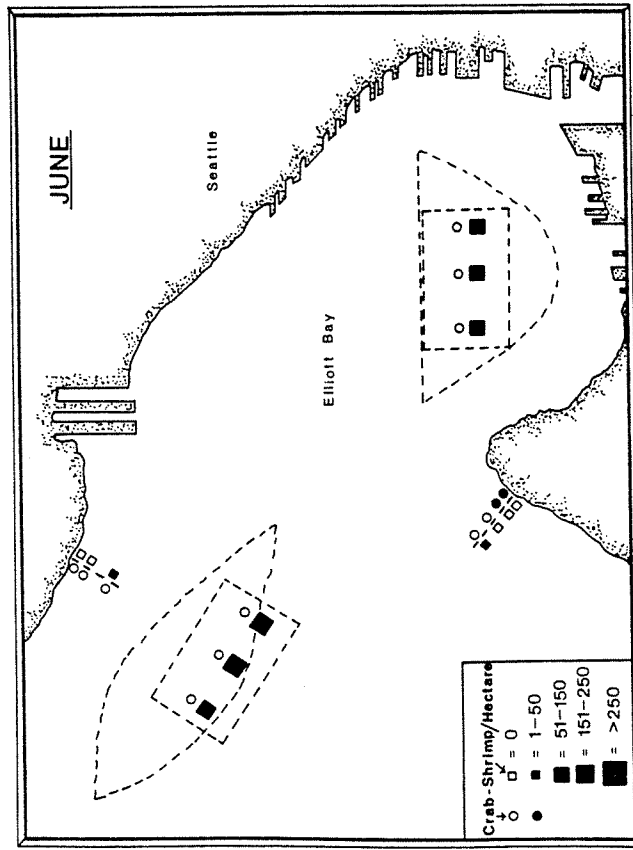 JUNE
Seattle
Elliott Bay
Crab-Shrimp/Hectare
= 0
= 1-50
= 51-150
= 151-250
= >250